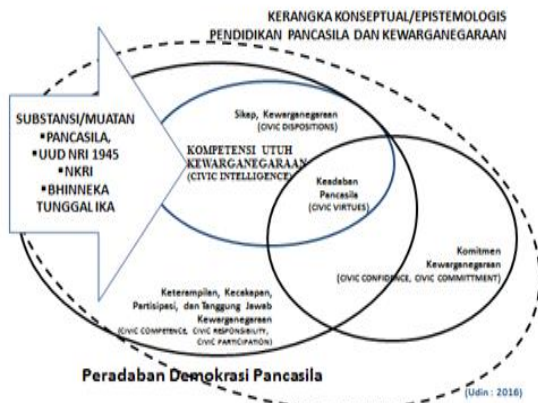 KERANGKA KONSEPTUAL/EPISTEMOLOGIS
PENDIDIKAN PANCASILA DAN KEWARGANEGARAAN
SUBSTANSI/MUATAN
▪PANCASILA,
▪UUD NRI 1945
▪NKRI
▪BHINNEKA
TUNGGAL IKA
Sikap, Kewarganegaraan
(CIVIC DISPOSITIONS)
KOMPETENSI UTUH
KEWARGANEGARAAN
(CIVIC INTELLIGENCE)
Keadaban
Pancasila
(CIVIC VIRTUES)
Komitmen
Kewarganegaraan
(CIVIC CONFIDENCE, CIVIC COMMITTMENT)
Keterampilan, Kecakapan,
Partisipasi, dan Tanggung Jawab
Kewarganegaraan
(CIVIC COMPETENCE, CIVIC RESPONSIBILITY,
CIVIC PARTICIPATION)
Peradaban Demokrasi Pancasila
(Udin : 2016)